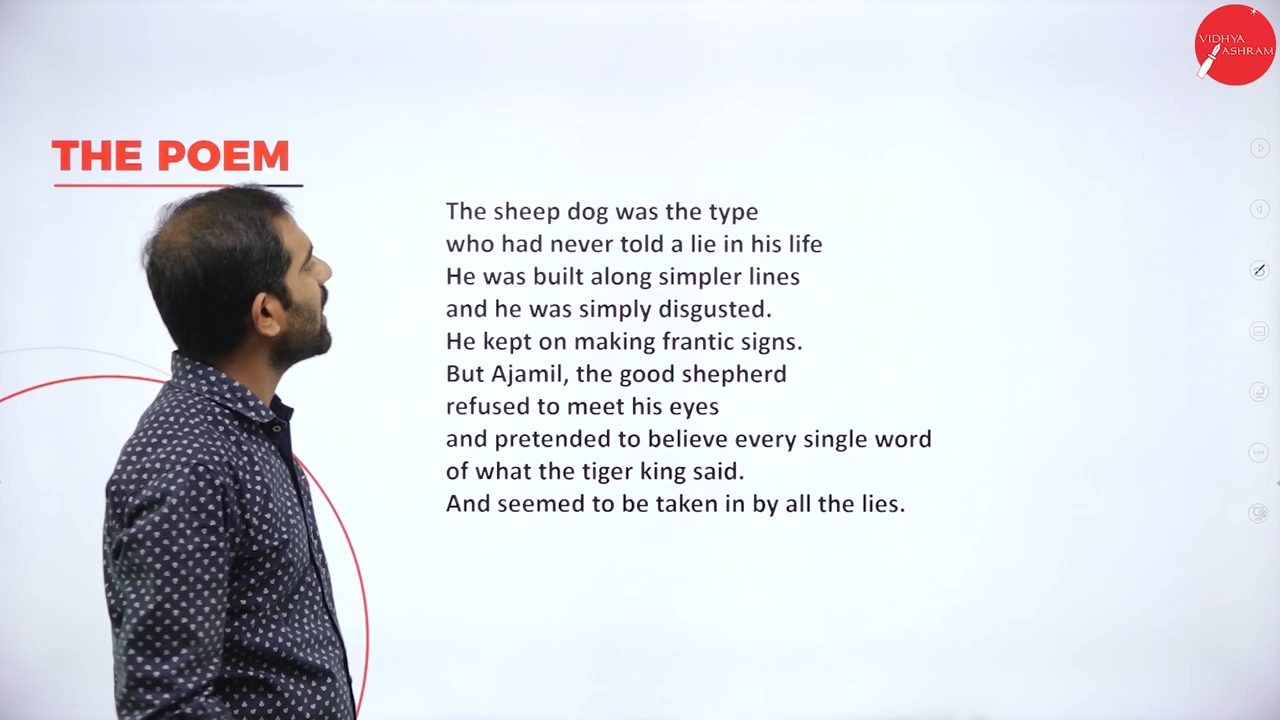 VIDHYA
ASHRAM
THE POEM
The sheep dog was the type
who had never told a lie in his life
He was built along simpler lines
and he was simply disgusted.
He kept on making frantic signs.
But Ajamil, the good shepherd
refused to meet his eyes
and pretended to believe every single word
of what the tiger king said.
And seemed to be taken in by all the lies.